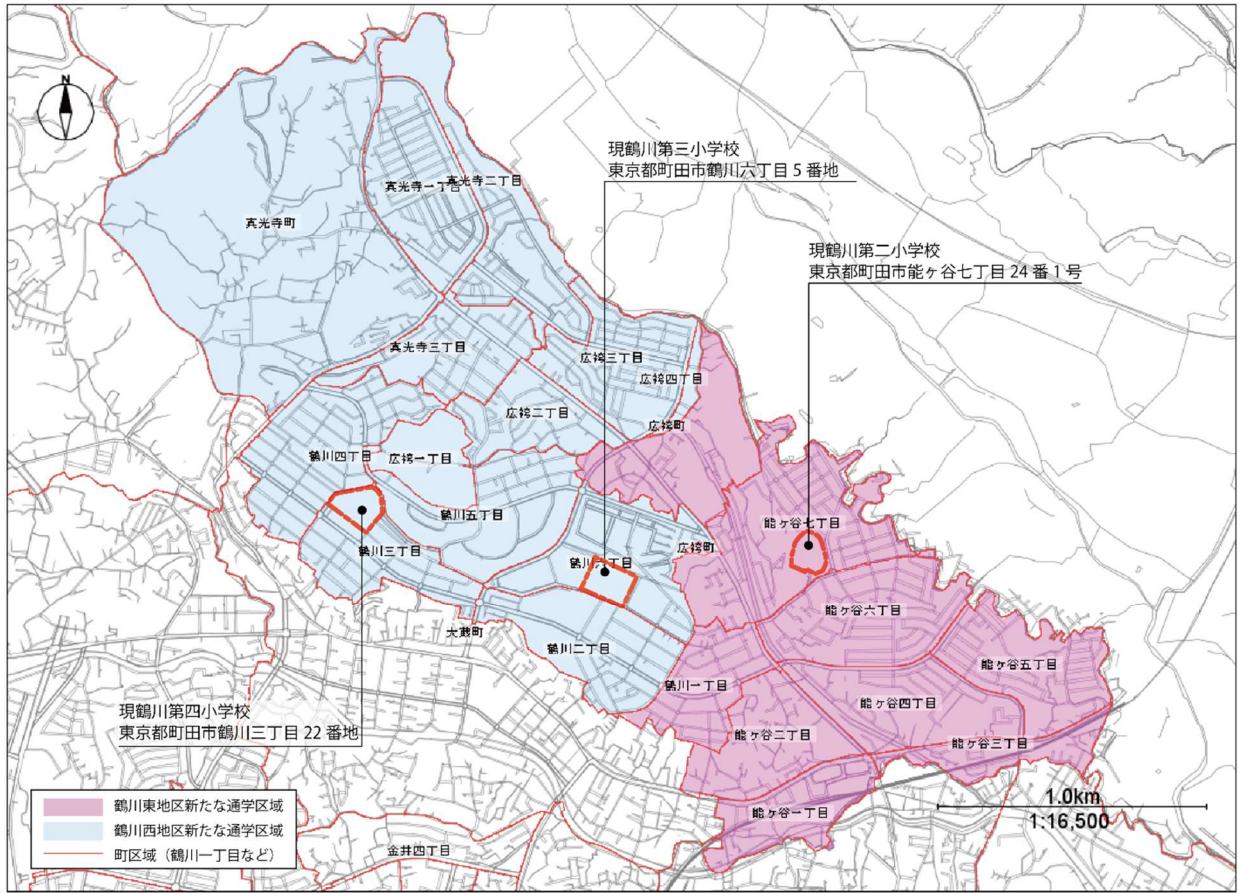 N
現鶴川第三小学校
東京都町田市鶴川六丁目 5 番地
現鶴川第二小学校
東京都町田市能ヶ谷七丁目 24 番 1 号
真光寺一丁目
真光寺二丁目
真光寺町
真光寺三丁目
広袴三丁目
広袴四丁目
広袴二丁目
広袴町
鶴川四丁目
広袴一丁目
鶴川五丁目
能ヶ谷七丁目
鶴川三丁目
広袴町
鶴川六丁目
能ヶ谷六丁目
大蔵町
鶴川二丁目
能ヶ谷五丁目
鶴川一丁目
能ヶ谷四丁目
現鶴川第四小学校
東京都町田市鶴川三丁目 22 番地
能ヶ谷二丁目
能ヶ谷三丁目
能ヶ谷一丁目
1.0km
1:16,500
鶴川東地区新たな通学区域
鶴川西地区新たな通学区域
町区域（鶴川一丁目など）
金井四丁目